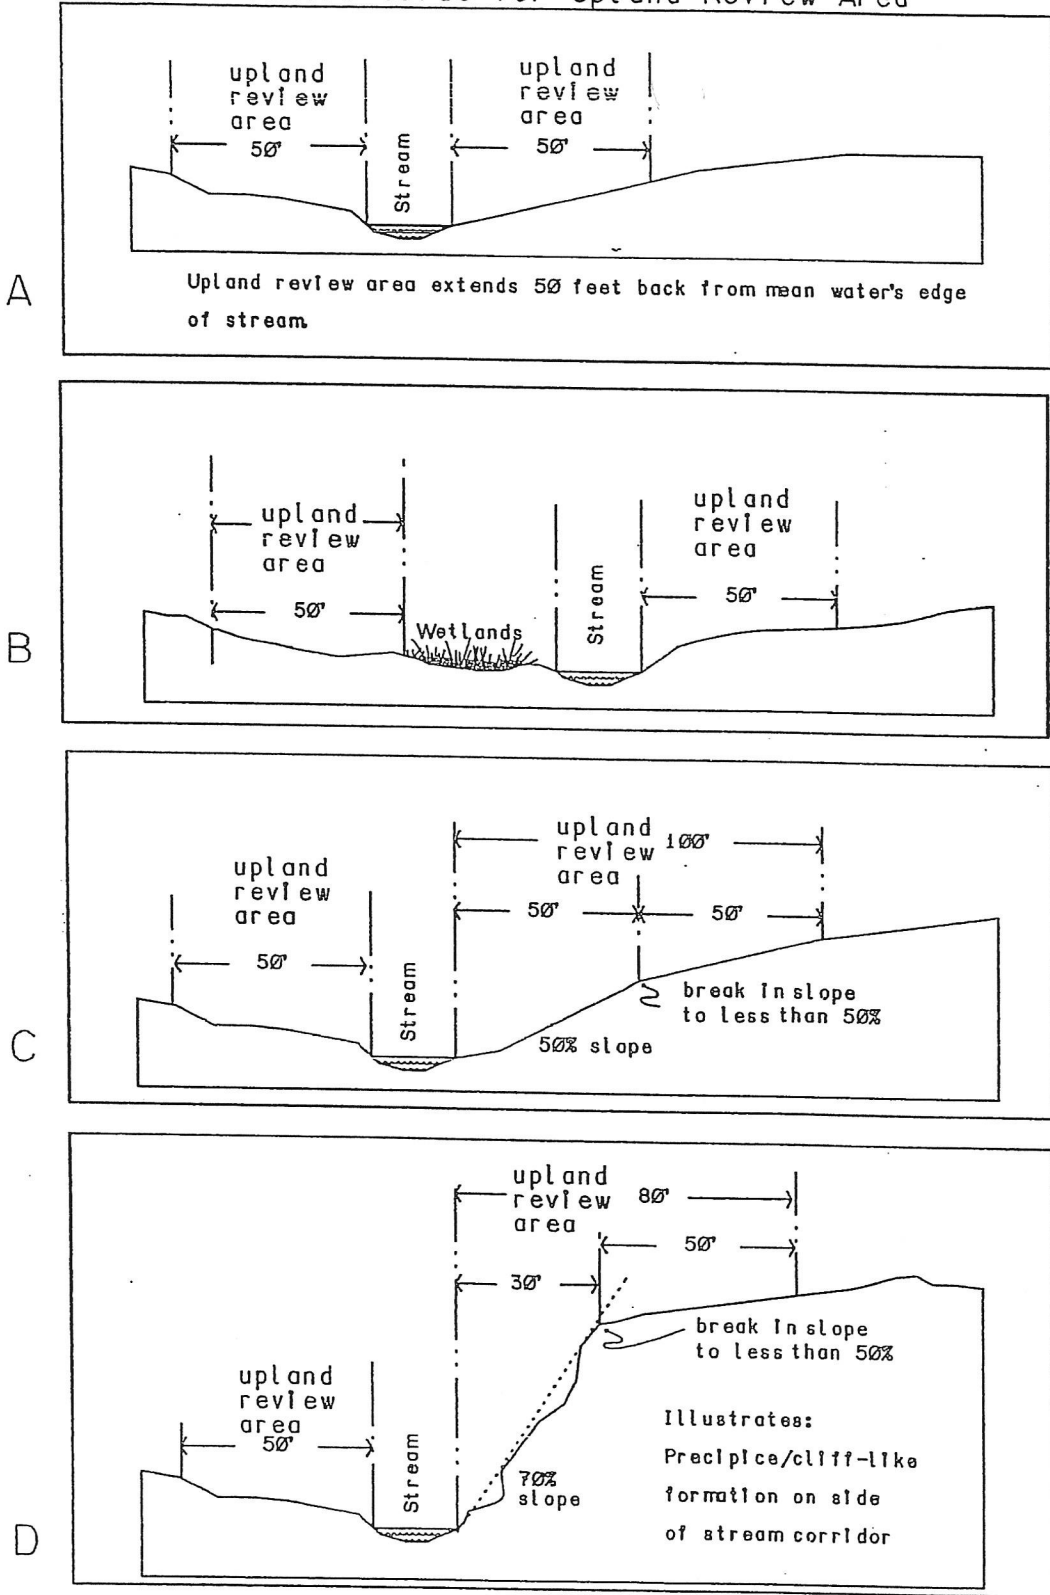 for Upland Review Area
upland
review
area
50'
Stream
upland
review
area
50'
Upland review area extends 50 feet back from mean water's edge
of stream.
A
upland
review
area
50'
Wetlands
Stream
upland
review
area
50'
B
upland
review
area
50'
Stream
upland
review 100'
area
50'
50'
break in slope
to less than 50%
50% slope
C
upland
review
area
50'
Stream
upland
review 80'
area
50'
30'
break in slope
to less than 50%
70%
slope
Illustrates:
Precipice/cliff-like
formation on side
of stream corridor
D